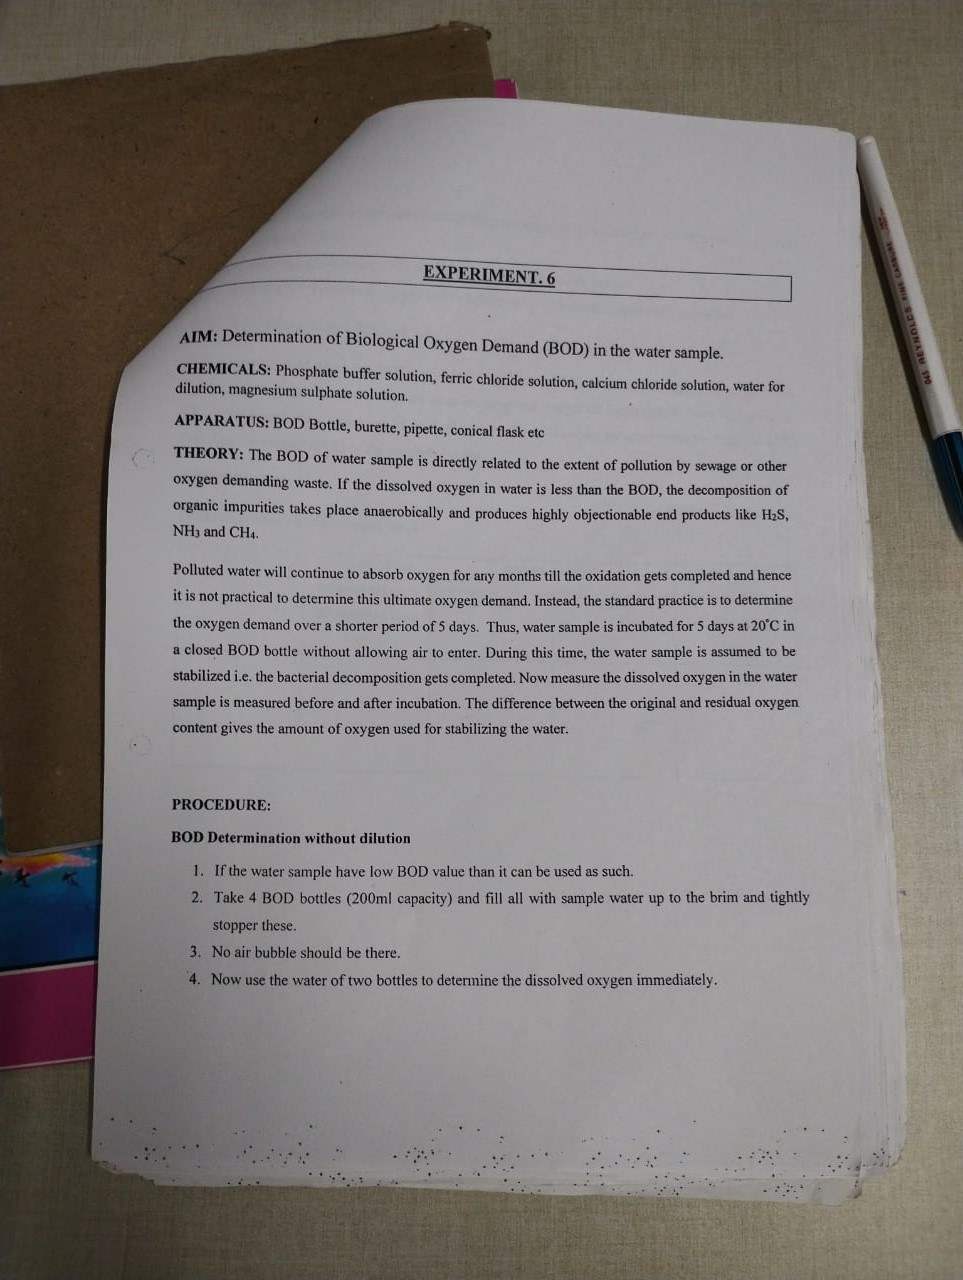 EXPERIMENT. 6
AIM: Determination of Biological Oxygen Demand (BOD) in the water sample.
CHEMICALS: Phosphate buffer solution, ferric chloride solution, calcium chloride solution, water for
dilution, magnesium sulphate solution.
APPARATUS: BOD Bottle, burette, pipette, conical flask etc
THEORY: The BOD of water sample is directly related to the extent of pollution by sewage or other
oxygen demanding waste. If the dissolved oxygen in water is less than the BOD, the decomposition of
organic impurities takes place anaerobically and produces highly objectionable end products like H₂S,
NH₃ and CH₄.
Polluted water will continue to absorb oxygen for any months till the oxidation gets completed and hence
it is not practical to determine this ultimate oxygen demand. Instead, the standard practice is to determine
the oxygen demand over a shorter period of 5 days. Thus, water sample is incubated for 5 days at 20°C in
a closed BOD bottle without allowing air to enter. During this time, the water sample is assumed to be
stabilized i.e. the bacterial decomposition gets completed. Now measure the dissolved oxygen in the water
sample is measured before and after incubation. The difference between the original and residual oxygen
content gives the amount of oxygen used for stabilizing the water.
PROCEDURE:
BOD Determination without dilution
1. If the water sample have low BOD value than it can be used as such.
2. Take 4 BOD bottles (200ml capacity) and fill all with sample water up to the brim and tightly
stopper these.
3. No air bubble should be there.
4. Now use the water of two bottles to determine the dissolved oxygen immediately.
045 REYNOLDS FINE CARBURE